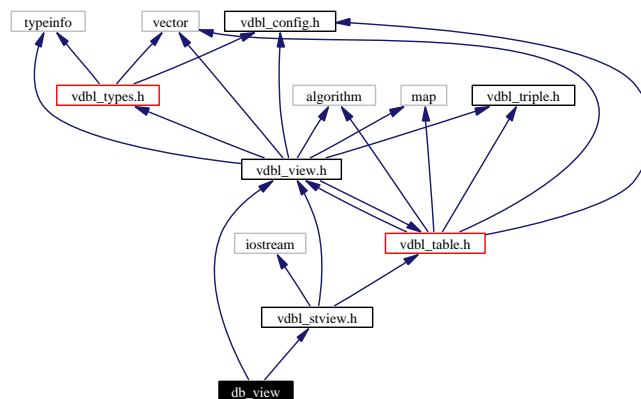 typeinfo
vector
vdbl_config.h
vdbl_types.h
algorithm
map
vdbl_triple.h
vdbl_view.h
iostream
vdbl_table.h
vdbl_stview.h
db_view